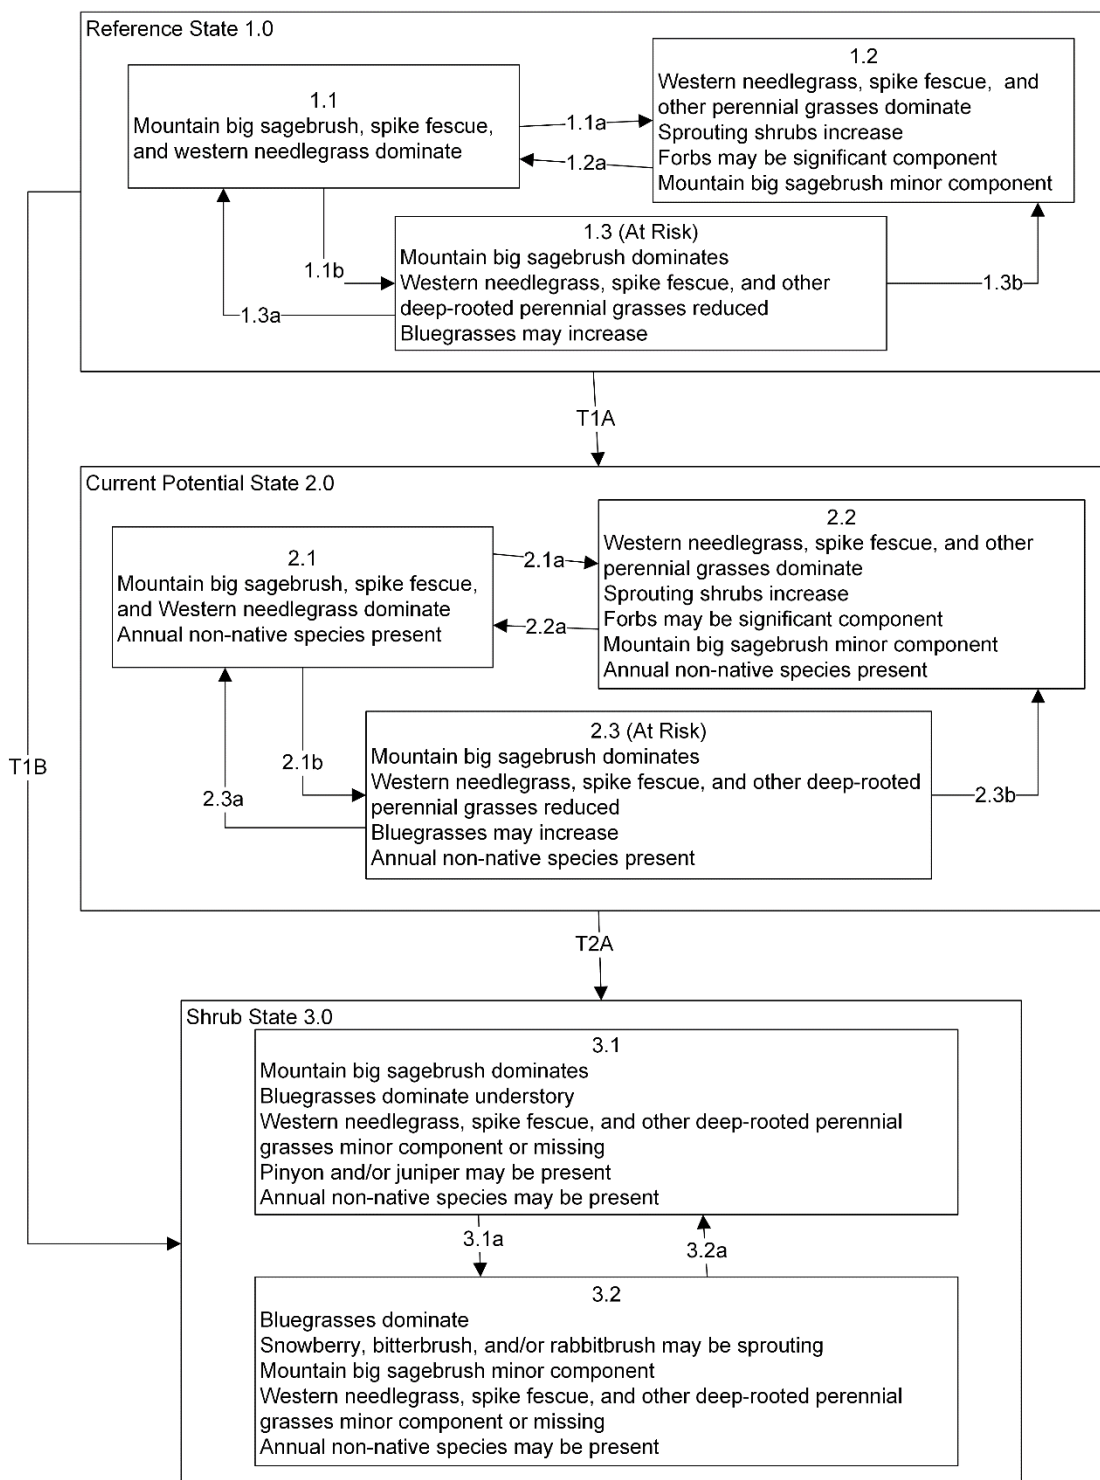 Reference State 1.0
1.1
Mountain big sagebrush, spike fescue,
and western needlegrass dominate
1.1a
1.2a
1.2
Western needlegrass, spike fescue, and
other perennial grasses dominate
Sprouting shrubs increase
Forbs may be significant component
Mountain big sagebrush minor component
1.1b
1.3a
1.3 (At Risk)
Mountain big sagebrush dominates
Western needlegrass, spike fescue, and other
deep-rooted perennial grasses reduced
Bluegrasses may increase
1.3b
T1A
Current Potential State 2.0
2.1
Mountain big sagebrush, spike fescue,
and Western needlegrass dominate
Annual non-native species present
2.1a
2.2a
2.2
Western needlegrass, spike fescue, and other
perennial grasses dominate
Sprouting shrubs increase
Forbs may be significant component
Mountain big sagebrush minor component
Annual non-native species present
T1B
2.1b
2.3a
2.3 (At Risk)
Mountain big sagebrush dominates
Western needlegrass, spike fescue, and other deep-rooted
perennial grasses reduced
Bluegrasses may increase
Annual non-native species present
2.3b
T2A
Shrub State 3.0
3.1
Mountain big sagebrush dominates
Bluegrasses dominate understory
Western needlegrass, spike fescue, and other deep-rooted perennial
grasses minor component or missing
Pinyon and/or juniper may be present
Annual non-native species may be present
3.1a
3.2a
3.2
Bluegrasses dominate
Snowberry, bitterbrush, and/or rabbitbrush may be sprouting
Mountain big sagebrush minor component
Western needlegrass, spike fescue, and other deep-rooted perennial
grasses minor component or missing
Annual non-native species may be present